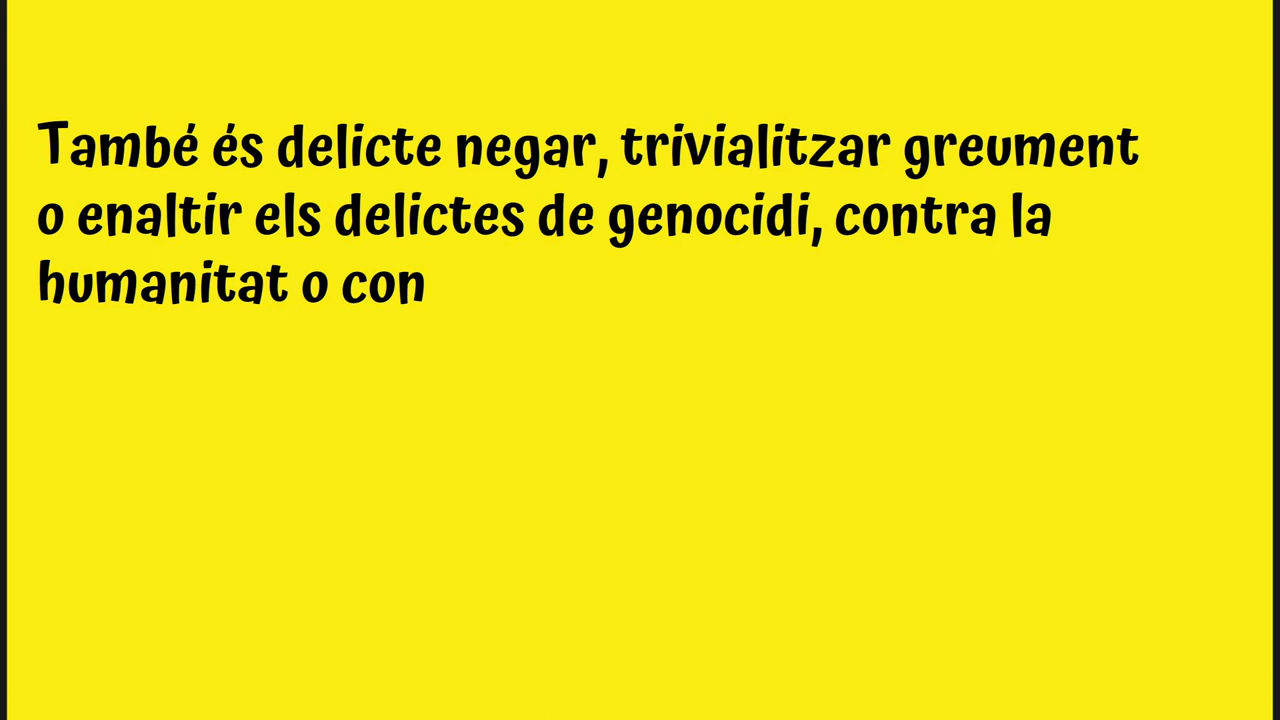 També és delicte negar, trivialitzar greument
o enaltir els delictes de genocidi, contra la
humanitat o con